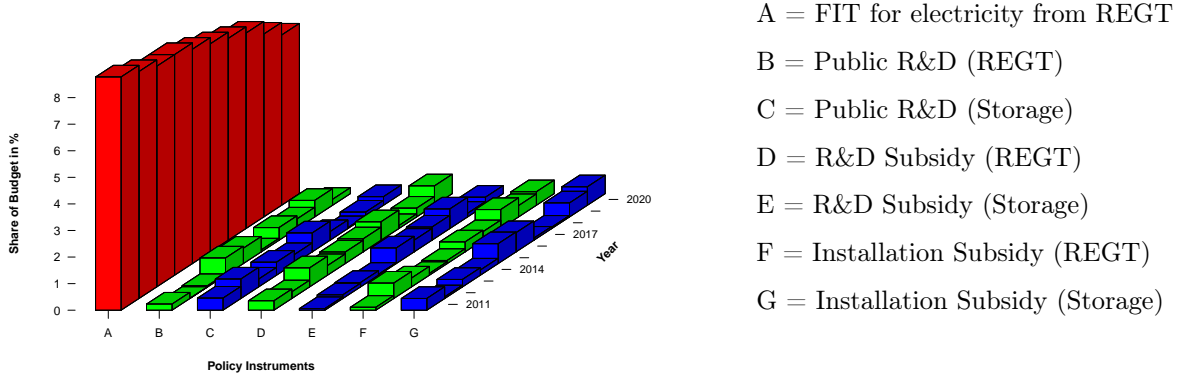 Share of Budget in %
8
7
6
5
4
3
2
1
0
A B C D E F G
Policy Instruments
2011
2014
2017
2020
Year
A = FIT for electricity from REGT
B = Public R&D (REGT)
C = Public R&D (Storage)
D = R&D Subsidy (REGT)
E = R&D Subsidy (Storage)
F = Installation Subsidy (REGT)
G = Installation Subsidy (Storage)